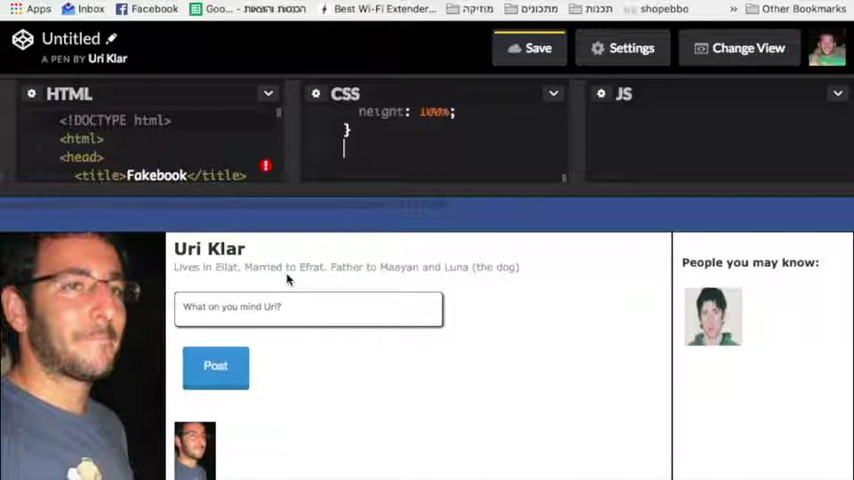 Apps Inbox Facebook Goo... הכנסות והוצאות - Best Wi-Fi Extender... מוזיקה מתכונים תכנות shopebbo » Other Bookmarks
Untitled
A PEN BY Uri Klar
Save Settings Change View
HTML CSS JS
height: 100%;
<!DOCTYPE html>
}
<html>
<head>
<title>Fakebook</title>
Uri Klar
Lives in Eilat, Married to Efrat. Father to Maayan and Luna (the dog)
People you may know:
What on you mind Uri?
Post